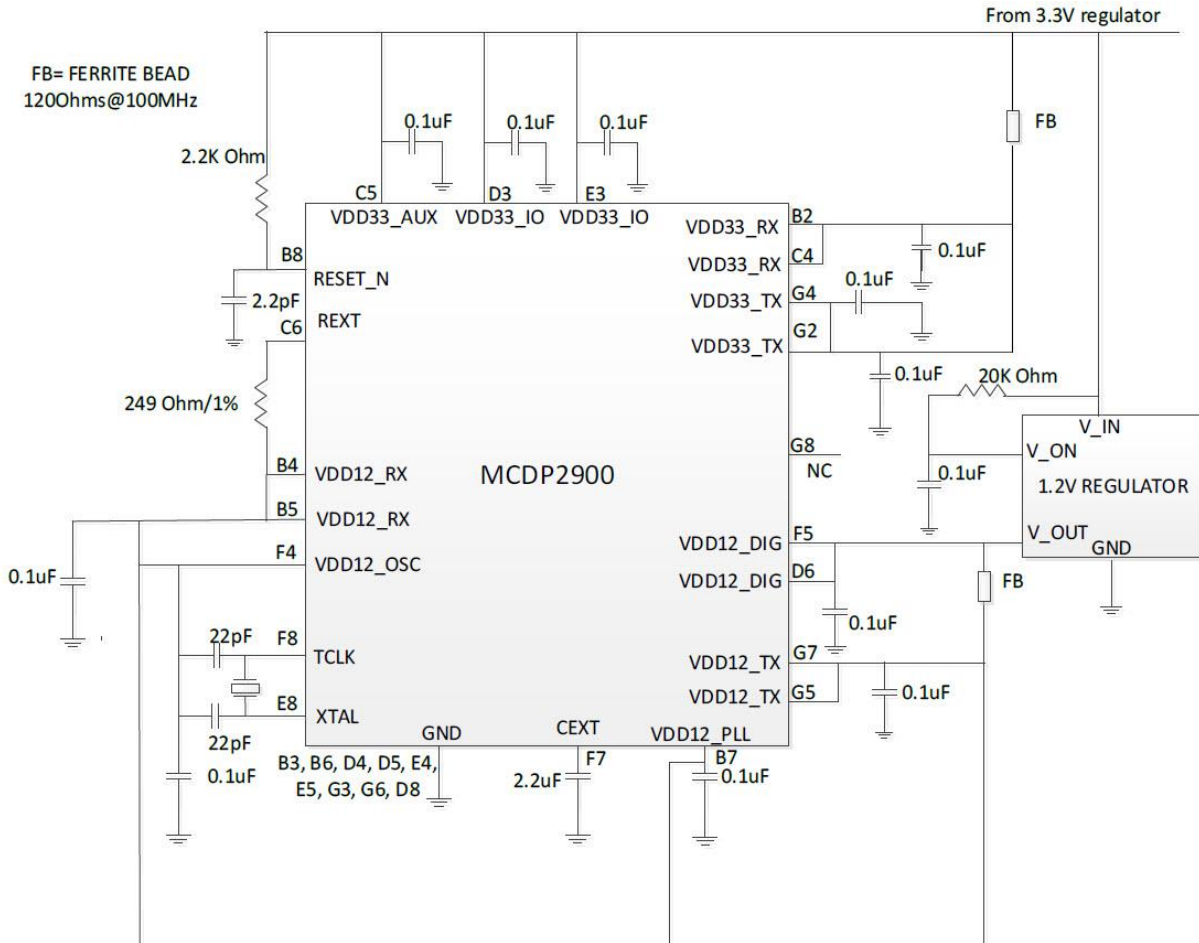 From 3.3V regulator
FB= FERRITE BEAD
120Ohms@100MHz
FB
0.1uF
0.1uF
0.1uF
2.2K Ohm
C5
D3
E3
VDD33_AUX
VDD33_IO
VDD33_IO
B2
VDD33_RX
C4
VDD33_RX
0.1uF
B8
RESET_N
0.1uF
G4
VDD33_TX
2.2pF
REXT
C6
G2
VDD33_TX
0.1uF
20K Ohm
249 Ohm/1%
V_IN
B4
VDD12_RX
MCDP2900
G8
NC
V_ON
0.1uF
1.2V REGULATOR
B5
VDD12_RX
F5
VDD12_DIG
V_OUT
GND
F4
VDD12_OSC
0.1uF
D6
VDD12_DIG
FB
0.1uF
22pF
F8
TCLK
G7
VDD12_TX
E8
XTAL
G5
VDD12_TX
0.1uF
22pF
GND
CEXT
VDD12_PLL
0.1uF
B3, B6, D4, D5, E4,
E5, G3, G6, D8
F7
2.2uF
B7
0.1uF